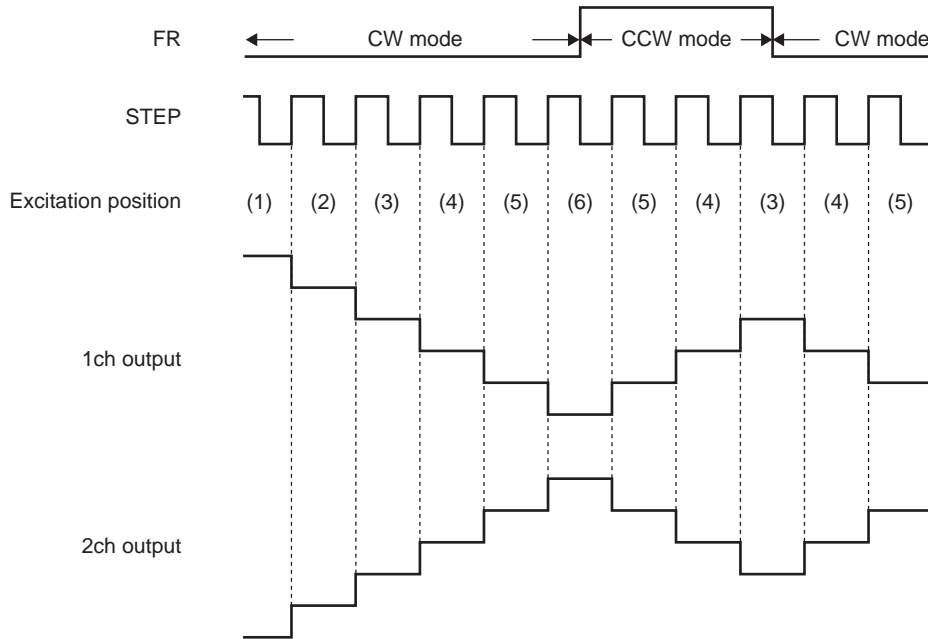 FR
CW mode
CCW mode
CW mode
STEP
Excitation position
(1) (2) (3) (4) (5) (6) (5) (4) (3) (4) (5)
1ch output
2ch output